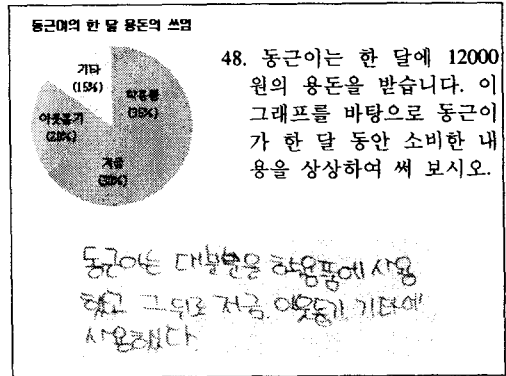 동근이의 한 달 용돈의 쓰임
기타
(15%)
학용품
(35%)
이웃돕기
(20%)
저금
(30%)
48. 동근이는 한 달에 12000
원의 용돈을 받습니다. 이
그래프를 바탕으로 동근이
가 한 달 동안 소비한 내
용을 상상하여 써 보시오.
동근이는 대부분을 학용품에 사용
했고 그 뒤로 저금, 이웃돕기, 기타에
사용했다.